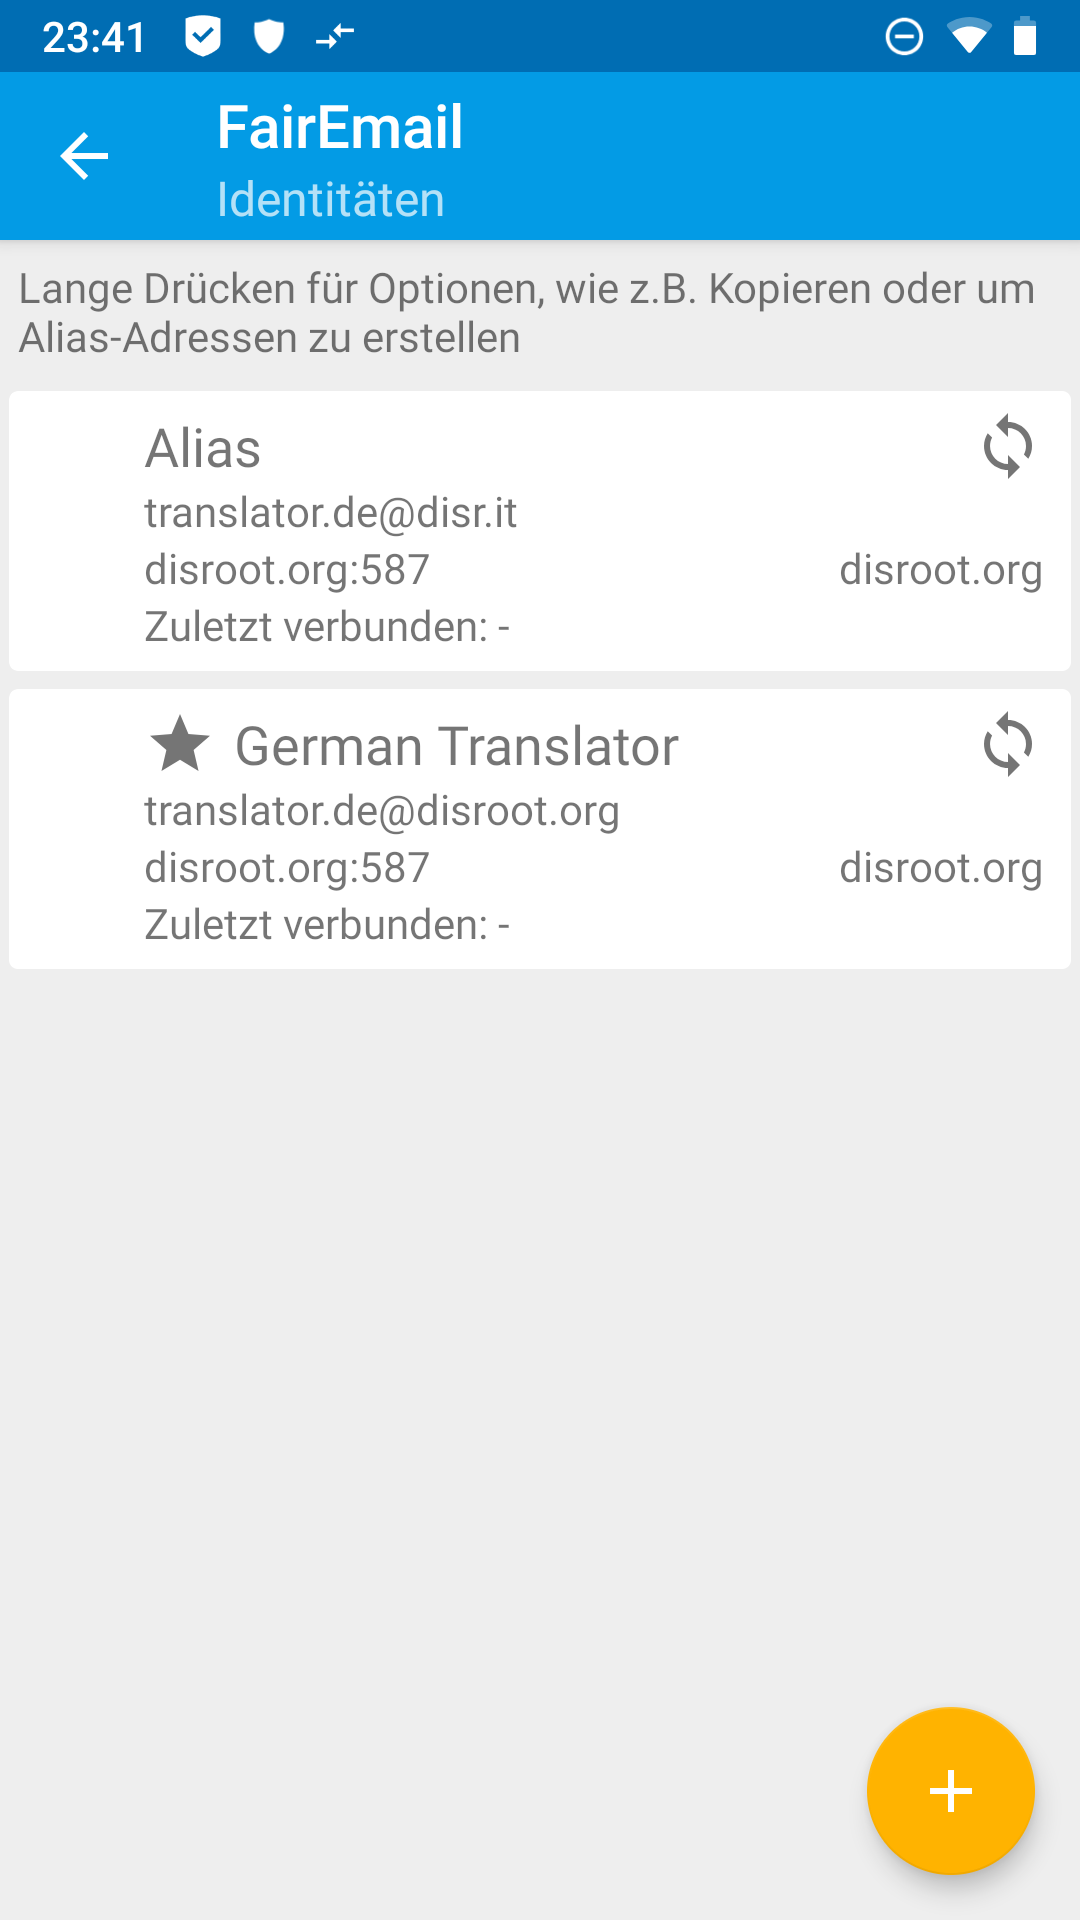 23:41
FairEmail
Identitäten
Lange Drücken für Optionen, wie z.B. Kopieren oder um
Alias-Adressen zu erstellen
Alias
translator.de@disr.it
disroot.org:587 disroot.org
Zuletzt verbunden: -
German Translator
translator.de@disroot.org
disroot.org:587 disroot.org
Zuletzt verbunden: -